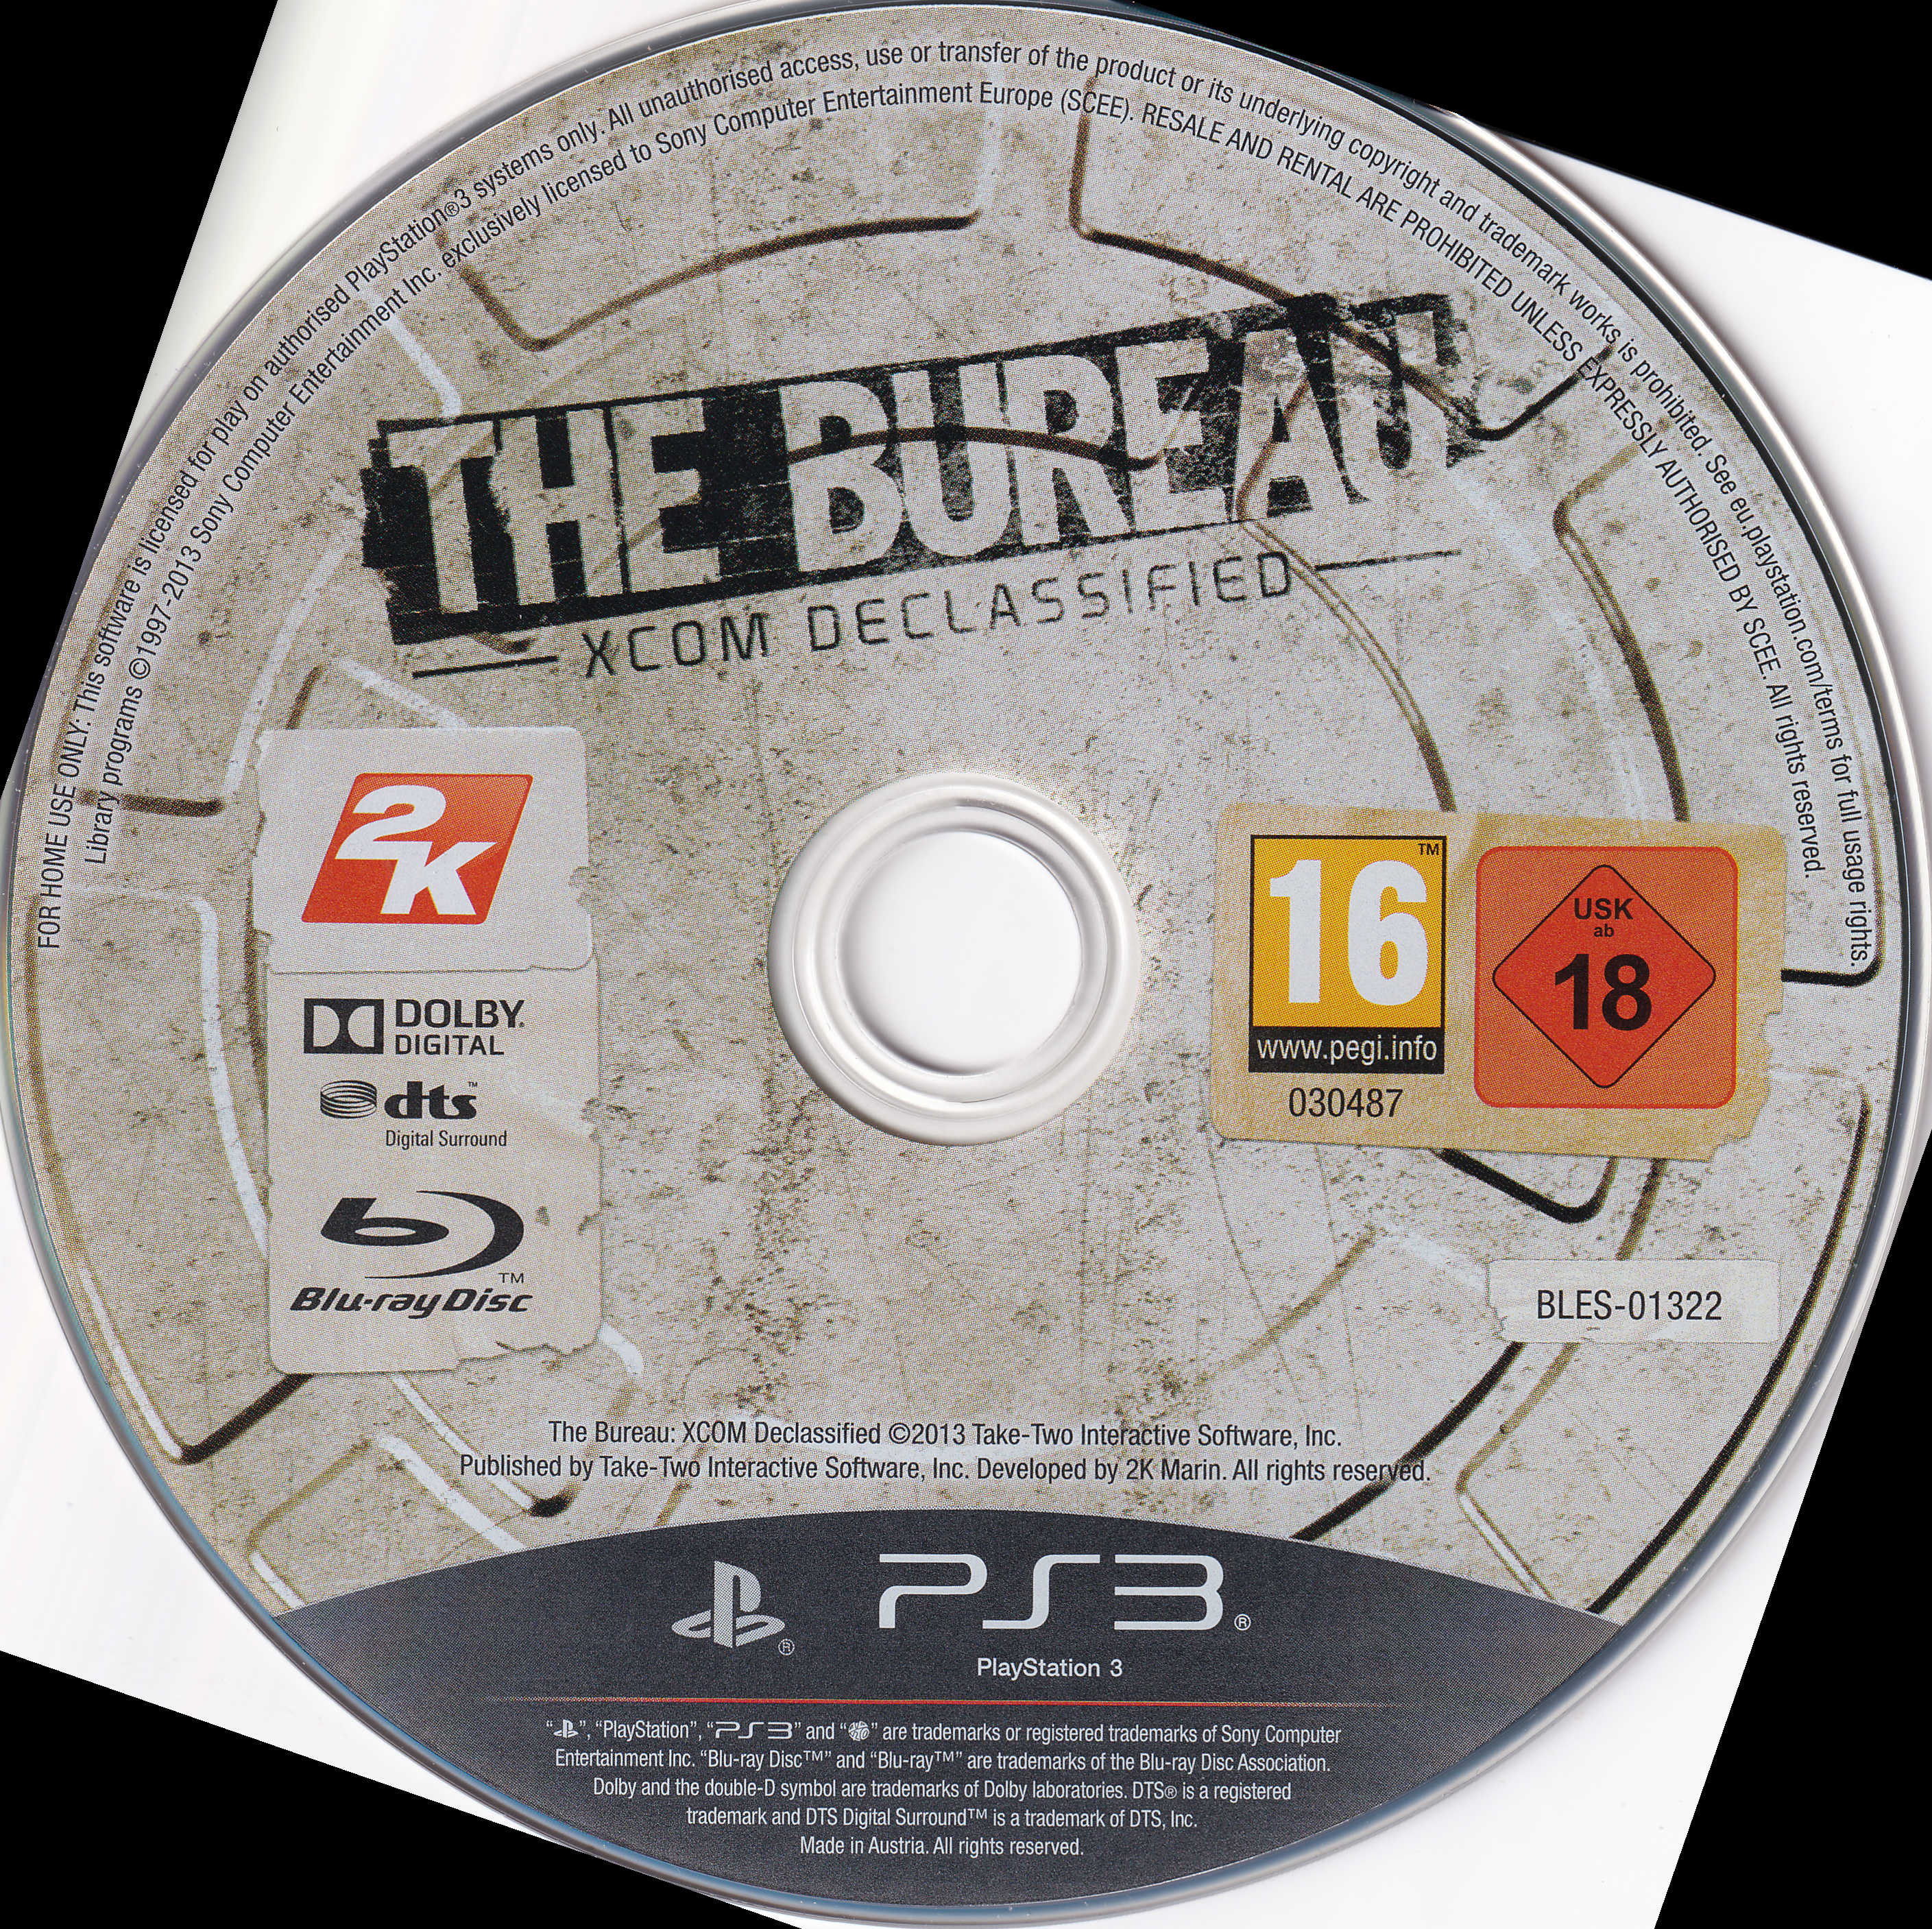 FOR HOME USE ONLY: This software is licensed for play on authorised PlayStation®3 systems only. All unauthorised access, use or transfer of the product or its underlying copyright and trademark works is prohibited. See eu.playstation.com/terms for full usage rights.
Library programs ©1997-2013 Sony Computer Entertainment Inc. exclusively licensed to Sony Computer Entertainment Europe (SCEE). RESALE AND RENTAL ARE PROHIBITED UNLESS EXPRESSLY AUTHORISED BY SCEE. All rights reserved.
THE BUREAU
XCOM DECLASSIFIED
2K
DOLBY®
DIGITAL
dts™
Digital Surround
Blu-ray Disc™
16™
www.pegi.info
030487
USK
ab
18
BLES-01322
The Bureau: XCOM Declassified ©2013 Take-Two Interactive Software, Inc.
Published by Take-Two Interactive Software, Inc. Developed by 2K Marin. All rights reserved.
PS3®
PlayStation 3
“ ”, “PlayStation”, “PS3” and “ ” are trademarks or registered trademarks of Sony Computer
Entertainment Inc. “Blu-ray Disc™” and “Blu-ray™” are trademarks of the Blu-ray Disc Association.
Dolby and the double-D symbol are trademarks of Dolby laboratories. DTS® is a registered
trademark and DTS Digital Surround™ is a trademark of DTS, Inc.
Made in Austria. All rights reserved.